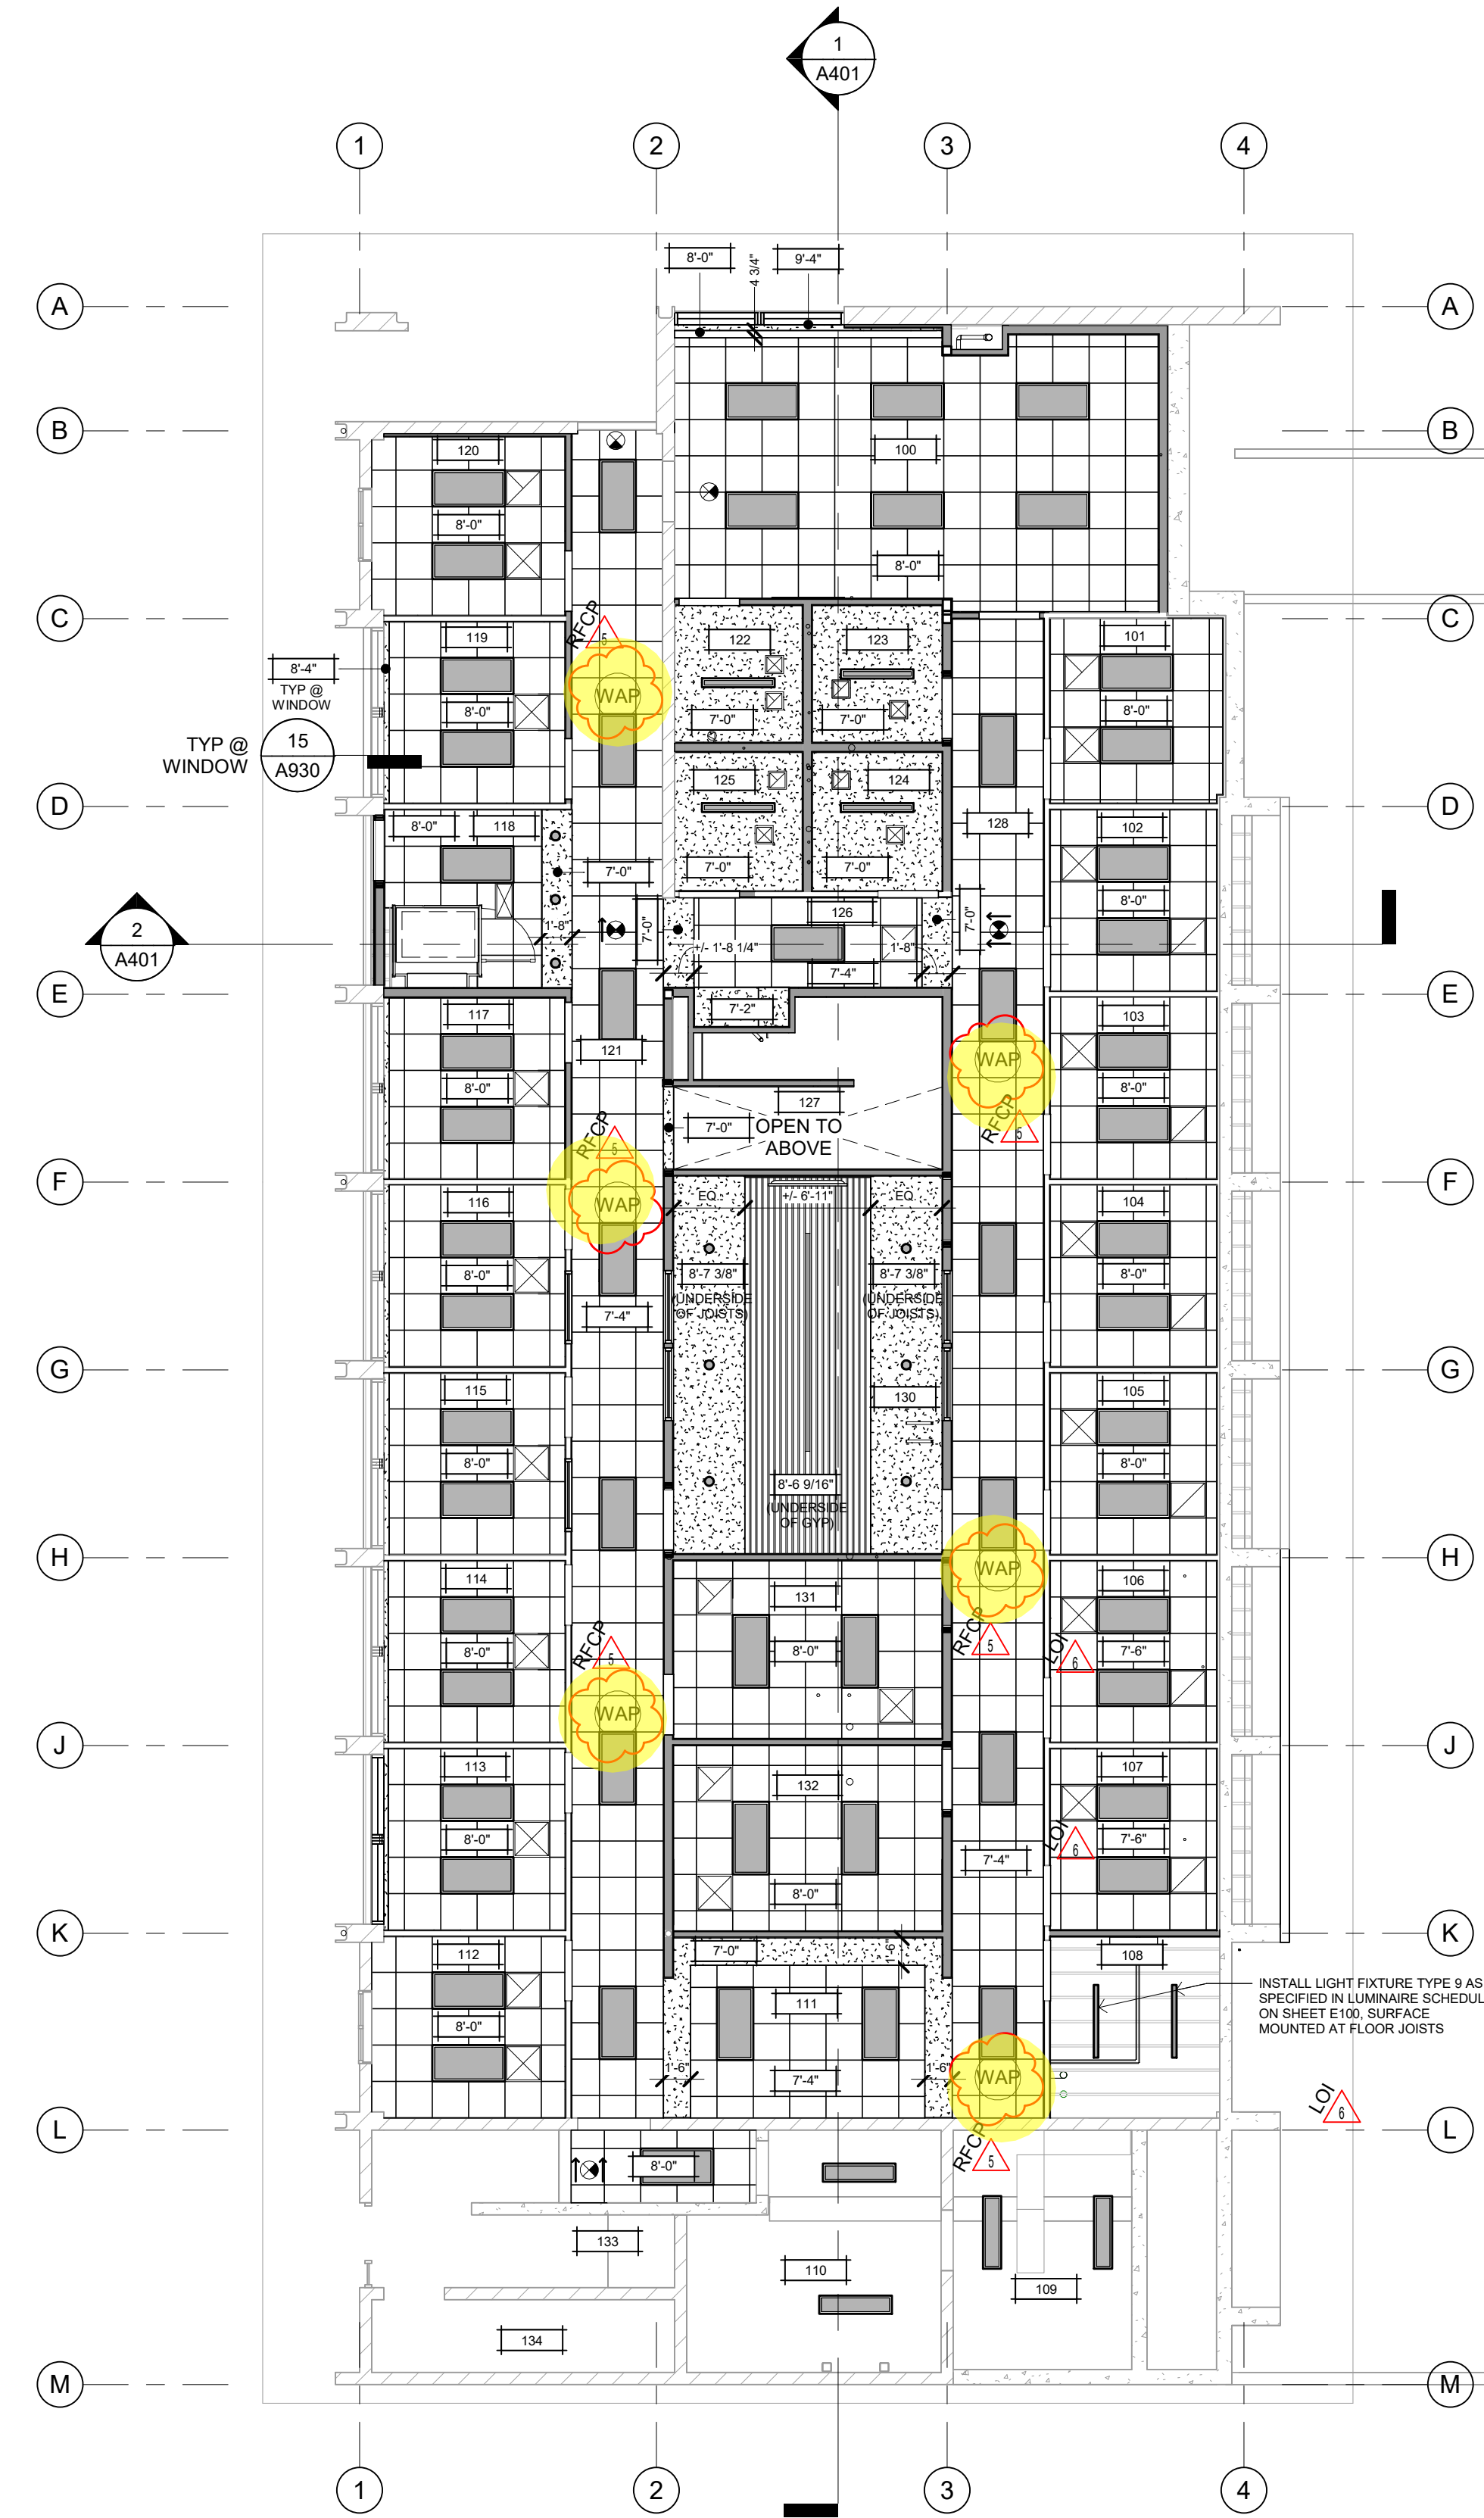 1
A401
1
2
3
4
8'-0"
4 3/4"
9'-4"
A
A
B
B
120
100
8'-0"
8'-0"
C
C
RFCP
5
119
122
123
101
8'-4"
TYP @
WINDOW
WAP
8'-0"
7'-0"
7'-0"
8'-0"
TYP @
WINDOW
15
A930
125
124
D
D
8'-0"
118
128
102
7'-0"
7'-0"
7'-0"
8'-0"
126
7'-0"
7'-0"
2
A401
1'-8"
+/- 1'-8 1/4"
1'-8"
7'-4"
E
E
117
7'-2"
103
121
WAP
8'-0"
8'-0"
127
RFCP
5
7'-0"
OPEN TO
ABOVE
RFCP
5
F
F
116
WAP
EQ.
+/- 6'-11"
EQ.
104
8'-0"
8'-7 3/8"
(UNDERSIDE
OF JOISTS)
8'-7 3/8"
(UNDERSIDE
OF JOISTS)
8'-0"
7'-4"
G
G
115
130
105
8'-0"
8'-6 9/16"
(UNDERSIDE
OF GYP)
8'-0"
H
H
114
131
WAP
106
RFCP
5
8'-0"
8'-0"
RFCP
5
LOI
6
7'-6"
WAP
J
J
113
132
107
8'-0"
7'-4"
LOI
6
7'-6"
8'-0"
K
K
112
7'-0"
1'-6"
108
111
INSTALL LIGHT FIXTURE TYPE 9 AS
SPECIFIED IN LUMINAIRE SCHEDUL
ON SHEET E100, SURFACE
MOUNTED AT FLOOR JOISTS
8'-0"
1'-6"
7'-4"
1'-6"
WAP
LOI
6
L
L
RFCP
5
8'-0"
133
110
109
134
M
M
1
2
3
4